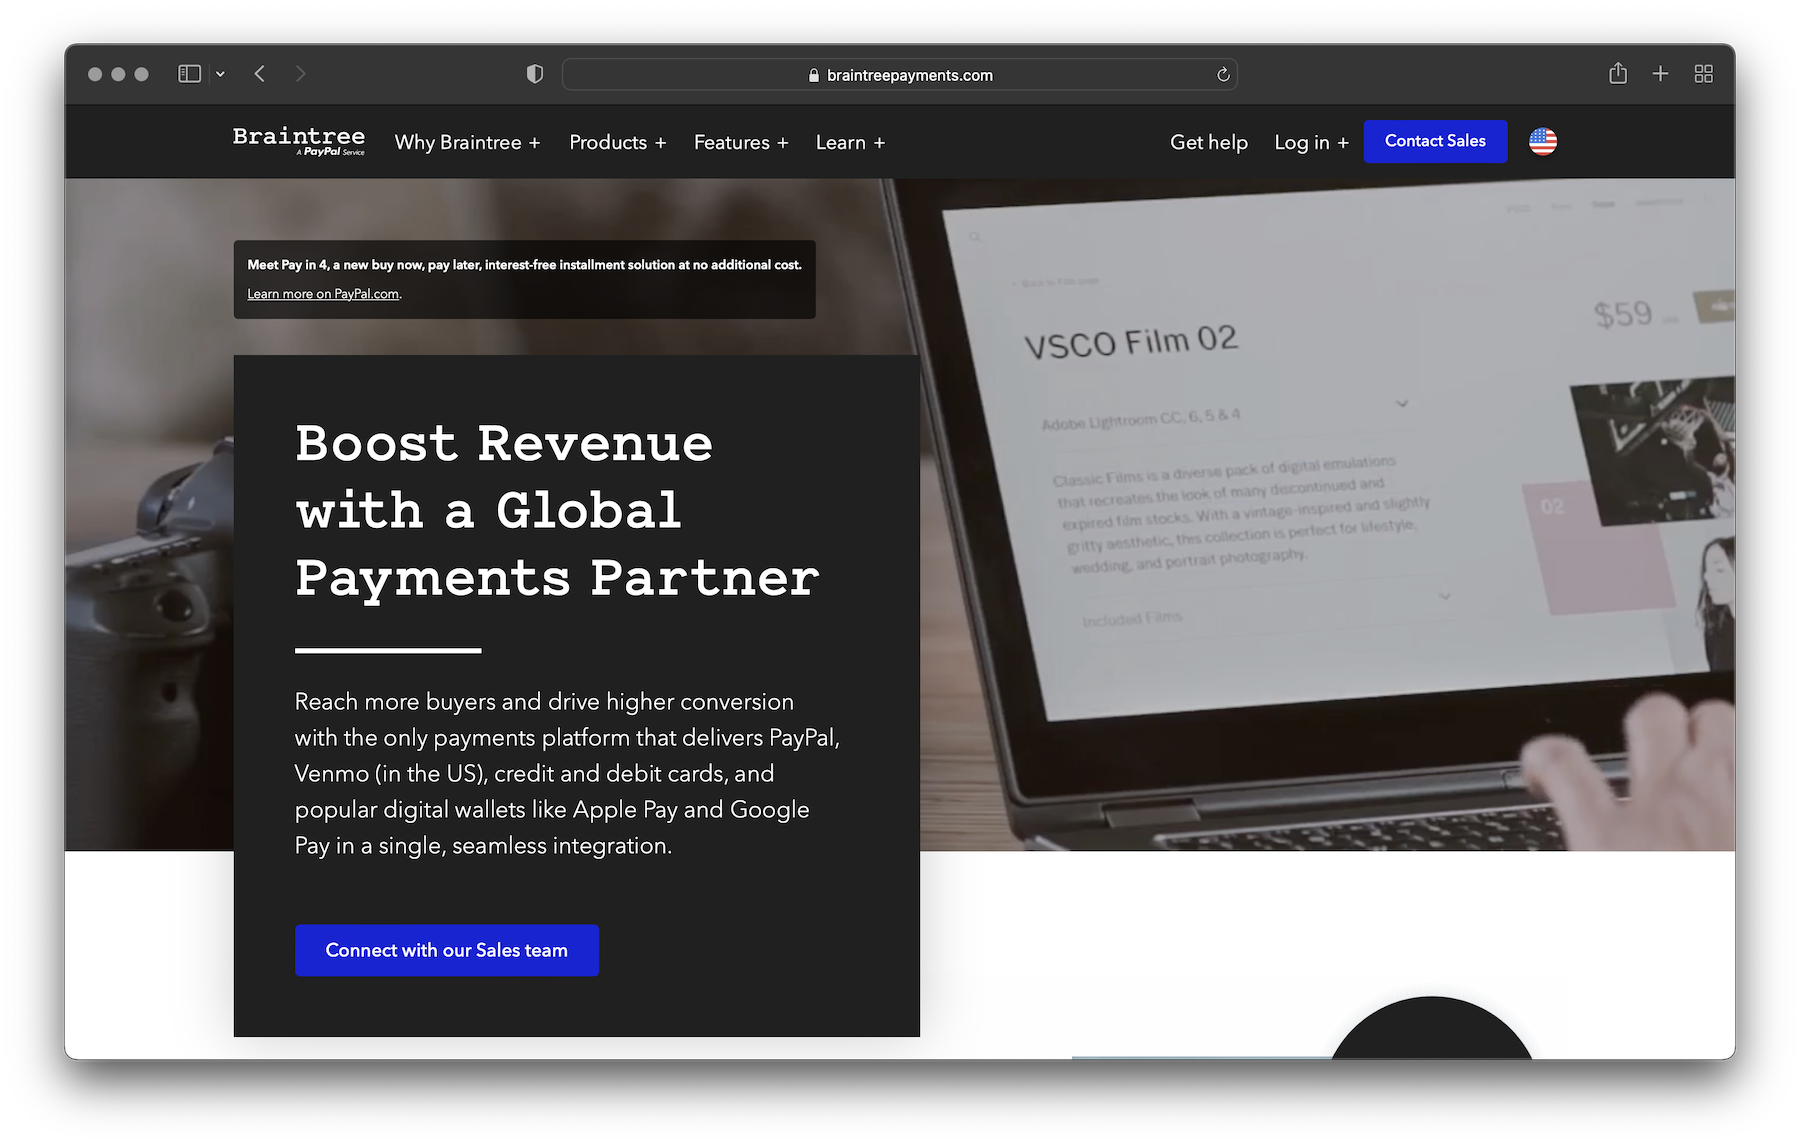 braintreepayments.com
Braintree
A PayPal Service
Why Braintree +
Products +
Features +
Learn +
Get help
Log in +
Contact Sales
Meet Pay in 4, a new buy now, pay later, interest-free installment solution at no additional cost.
Learn more on PayPal.com.
Boost Revenue
with a Global
Payments Partner
Reach more buyers and drive higher conversion
with the only payments platform that delivers PayPal,
Venmo (in the US), credit and debit cards, and
popular digital wallets like Apple Pay and Google
Pay in a single, seamless integration.
Connect with our Sales team
Back to Film page
VSCO Film 02
$59
Adobe Lightroom CC, 6, 5 & 4
Classic Films is a diverse pack of digital emulations
that recreates the look of many discontinued and
expired film stocks. With a vintage-inspired and slightly
gritty aesthetic, this collection is perfect for lifestyle,
wedding, and portrait photography.
02
Included Films